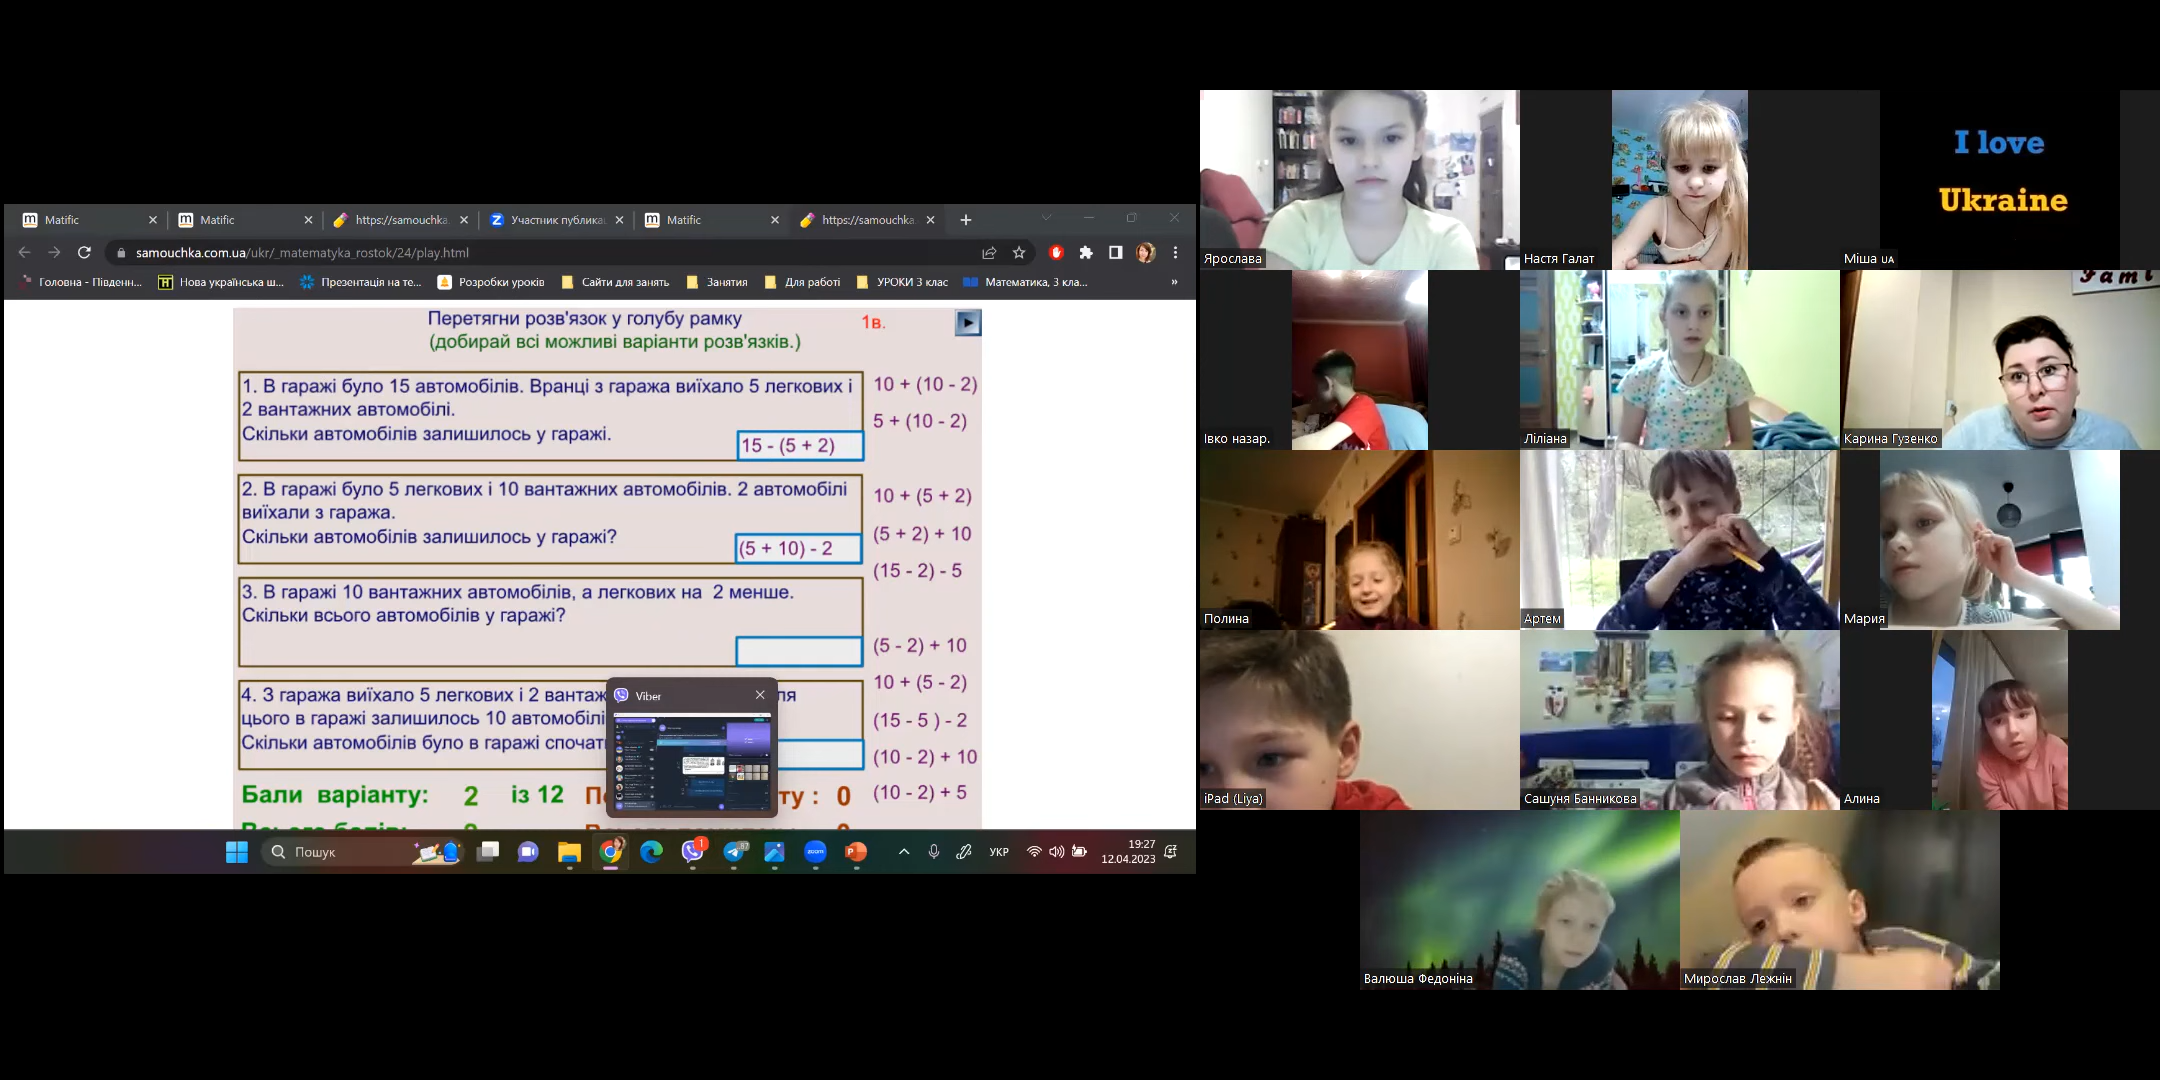 Matific
Matific
https://samouchka.
Участник публика
Matific
https://samouchka.
samouchka.com.ua/ukr/_matematyka_rostok/24/play.html
Головна - Південн...
Нова українська ш...
Презентація на те...
Розробки уроків
Сайти для занять
Занятия
Для работі
УРОКИ 3 клас
Математика, 3 кла...
»
Перетягни розв'язок у голубу рамку
1в.
(добирай всі можливі варіанти розв'язків.)
1. В гаражі було 15 автомобілів. Вранці з гаража виїхало 5 легкових і
2 вантажних автомобілі.
Скільки автомобілів залишилось у гаражі.
15 - (5 + 2)
2. В гаражі було 5 легкових і 10 вантажних автомобілів. 2 автомобілі
виїхали з гаража.
Скільки автомобілів залишилось у гаражі?
(5 + 10) - 2
3. В гаражі 10 вантажних автомобілів, а легкових на 2 менше.
Скільки всього автомобілів у гаражі?
4. З гаража виїхало 5 легкових і 2 вантаж
ля
цього в гаражі залишилось 10 автомобілі
Скільки автомобілів було в гаражі спочат
10 + (10 - 2)
5 + (10 - 2)
10 + (5 + 2)
(5 + 2) + 10
(15 - 2) - 5
(5 - 2) + 10
10 + (5 - 2)
(15 - 5 ) - 2
(10 - 2) + 10
(10 - 2) + 5
Viber
Бали варіанту: 2 із 12
ту : 0
Пошук
1
87
zoom
УКР
19:27
12.04.2023
Ярослава
Настя Галат
I love
Ukraine
Міша UA
Івко назар.
Ліліана
Fami
Карина Гузенко
Полина
Артем
Мария
iPad (Liya)
Сашуня Банникова
Алина
Валюша Федоніна
Мирослав Лежнін